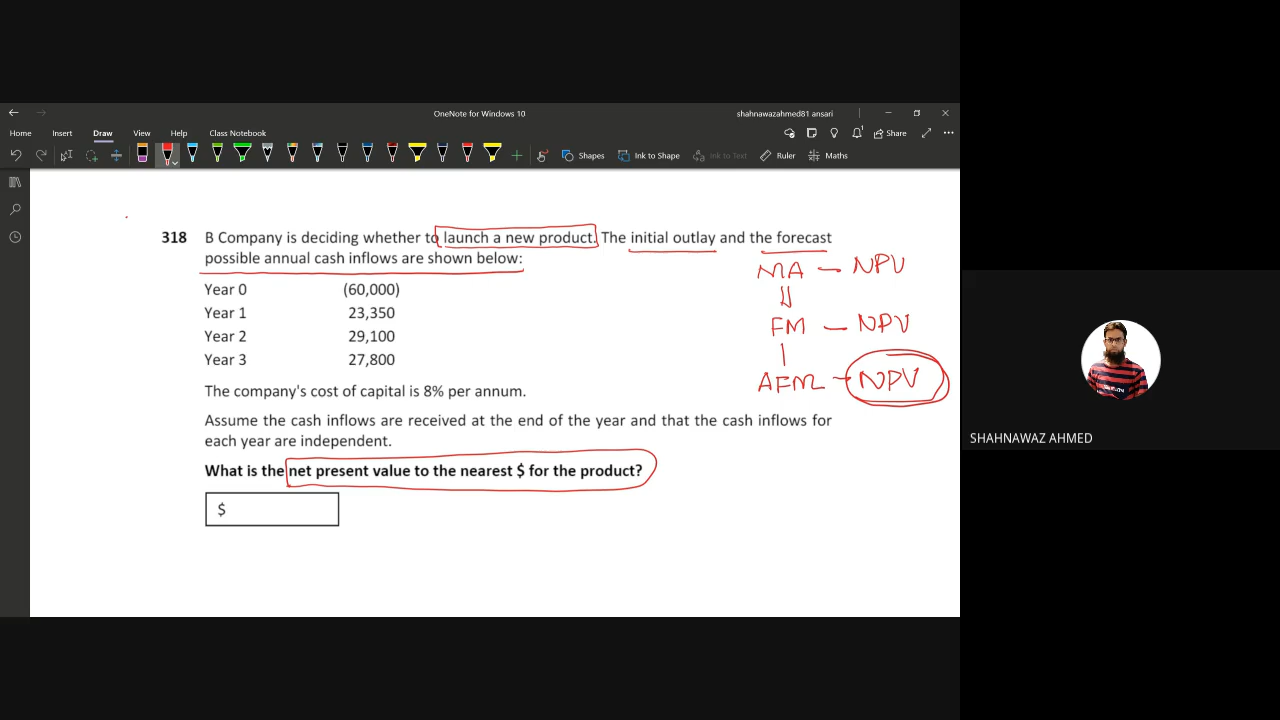 OneNote for Windows 10
shahnawazahmed81 ansari
Home Insert Draw View Help Class Notebook
Share
Shapes Ink to Shape Ink to Text Ruler Maths
318 B Company is deciding whether to launch a new product. The initial outlay and the forecast
possible annual cash inflows are shown below:
MA – NPV
Year 0 (60,000)
Year 1 23,350
FM – NPV
Year 2 29,100
Year 3 27,800
AFM – NPV
The company's cost of capital is 8% per annum.
Assume the cash inflows are received at the end of the year and that the cash inflows for
each year are independent.
SHAHNAWAZ AHMED
What is the net present value to the nearest $ for the product?
$